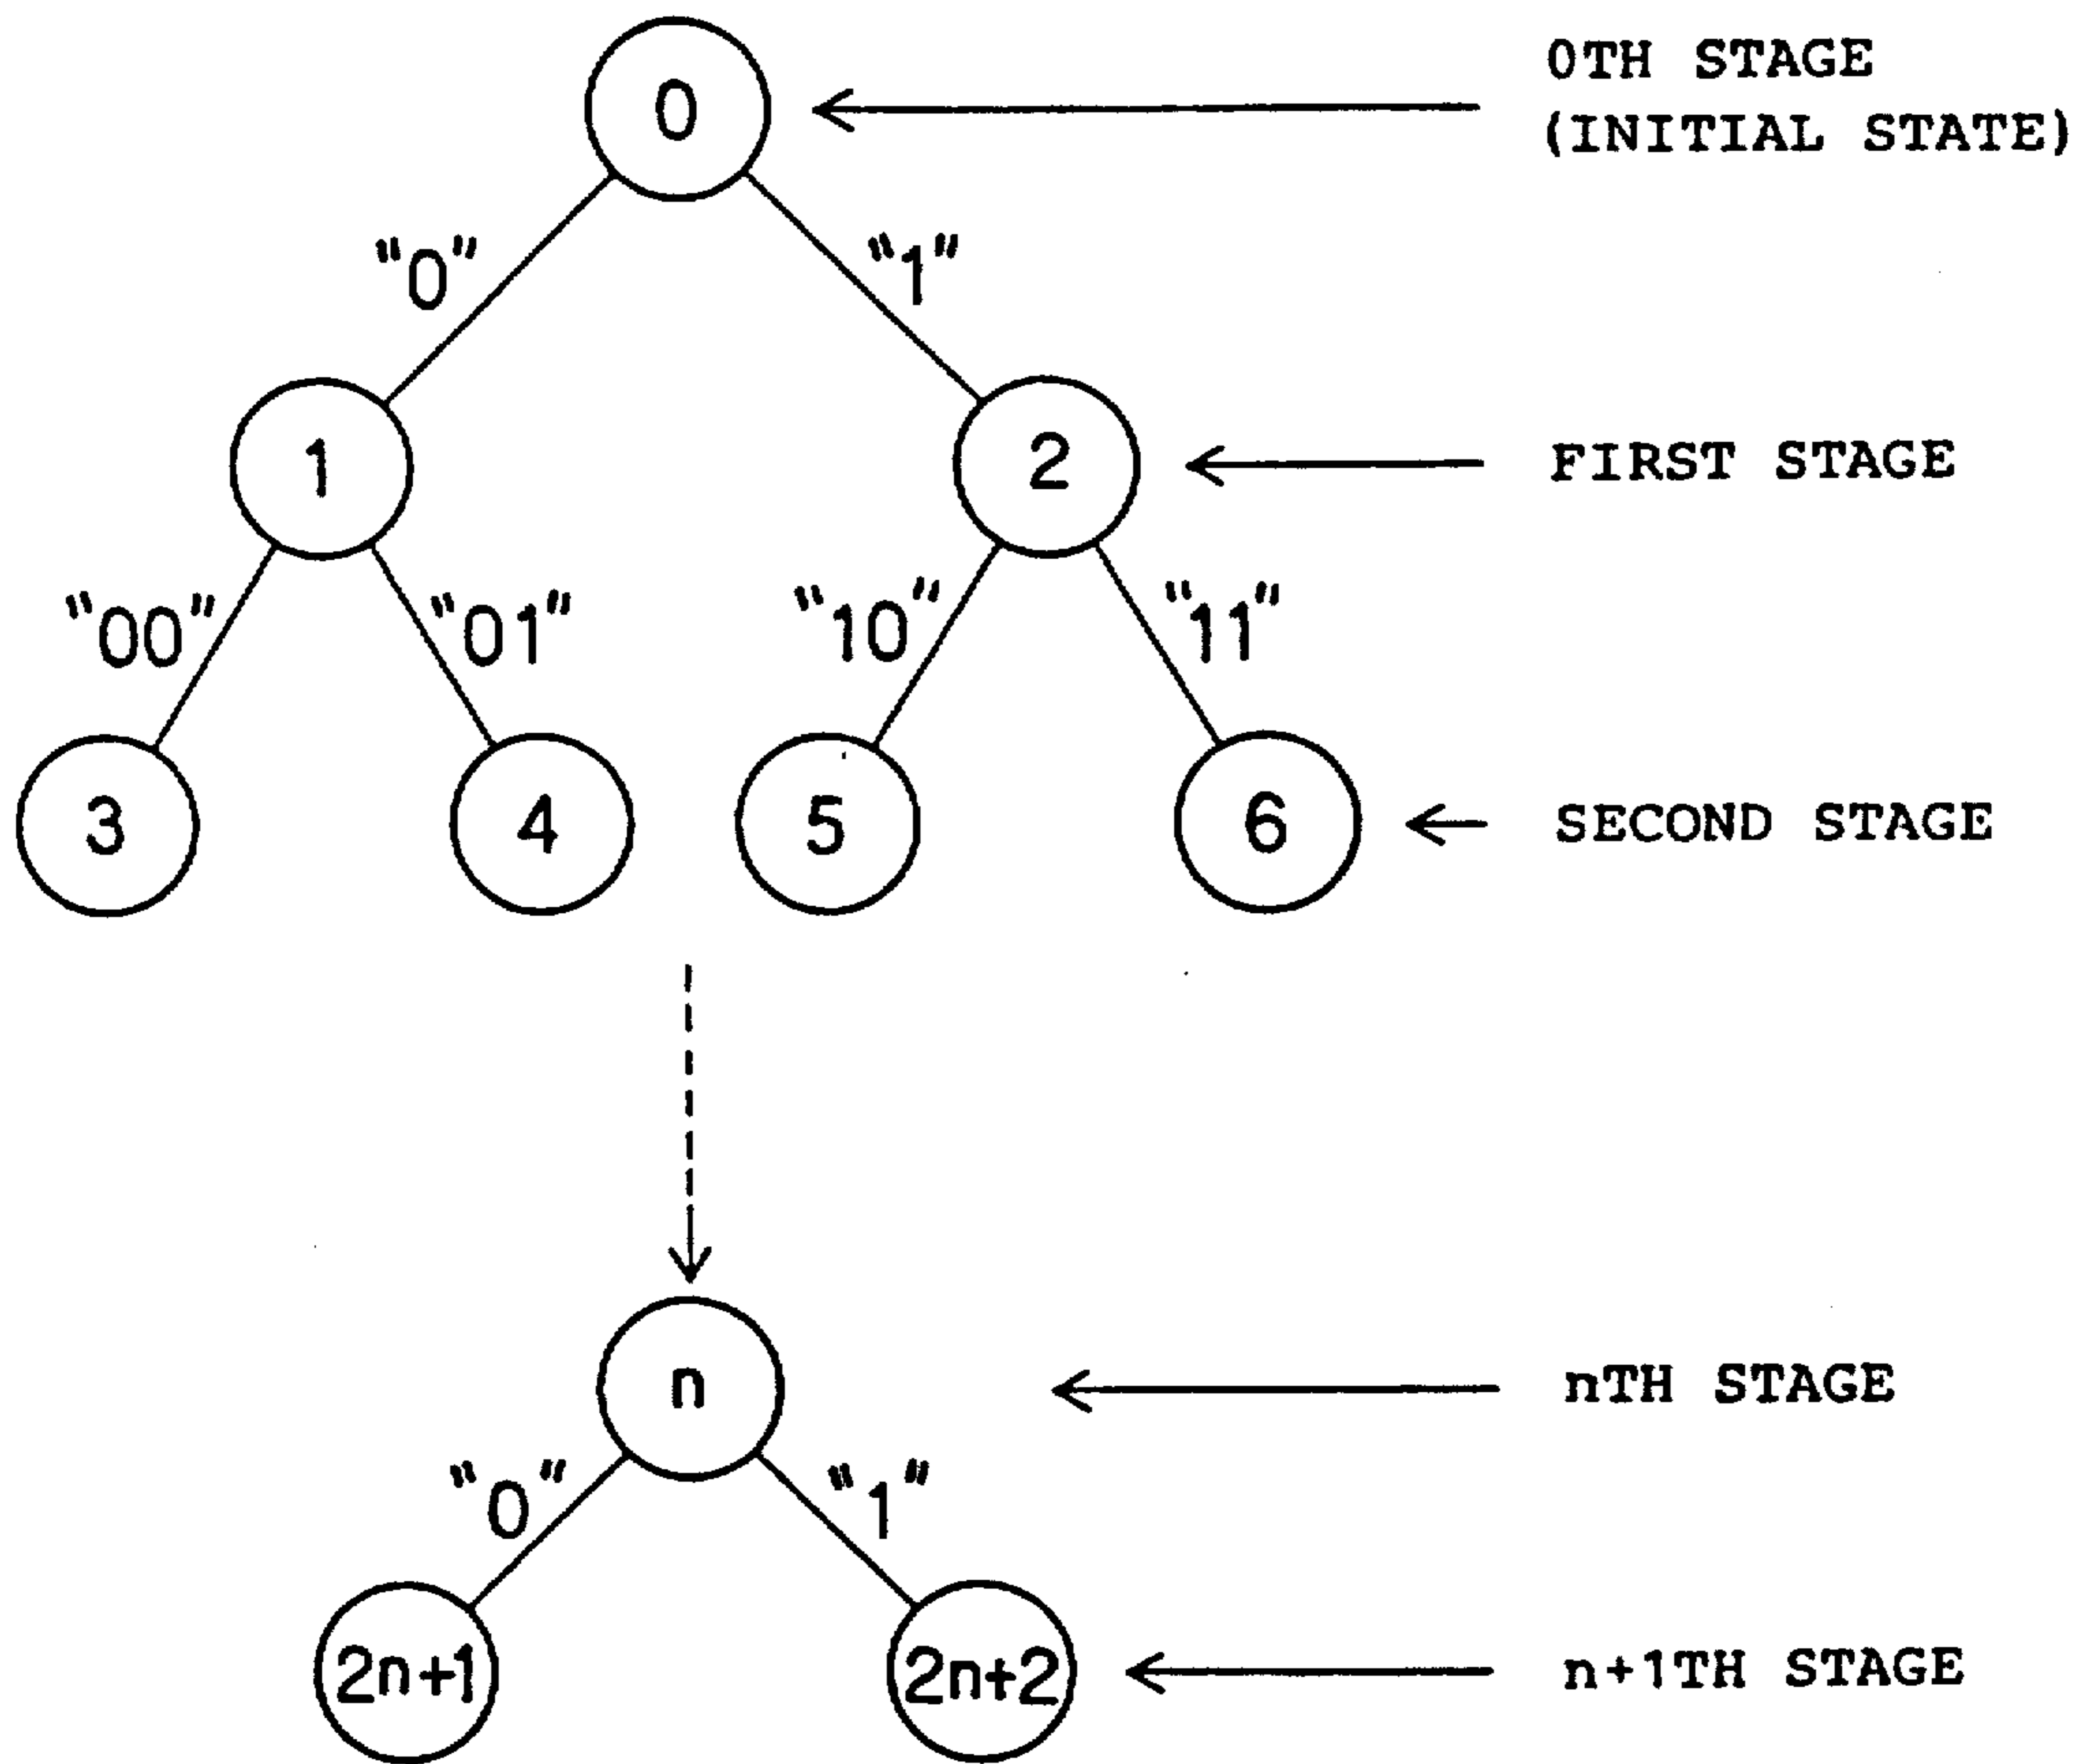 0
0TH STAGE
(INITIAL STATE)
"0"
"1"
1
2
FIRST STAGE
"00"
"01"
"10"
"11"
3
4
5
6
SECOND STAGE
n
nTH STAGE
"0"
"1"
2n+1
2n+2
n+1TH STAGE